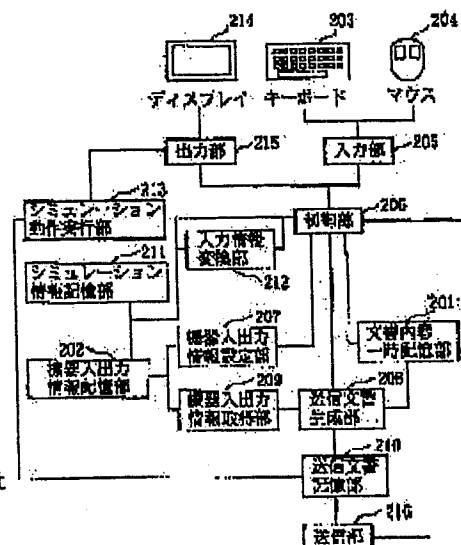 214
203
204
ディスプレイ
キーボード
マウス
出力部
215
入力部
205
213
シミュレーション
動作実行部
206
制御部
211
シミュレーション
情報記憶部
入力情報
変換部
212
207
機器入出力
情報設定部
201
文書内容
一時記憶部
202
機器入出力
情報記憶部
209
機器入出力
情報取得部
208
送信文書
生成部
210
送信文書
記憶部
216
送信部